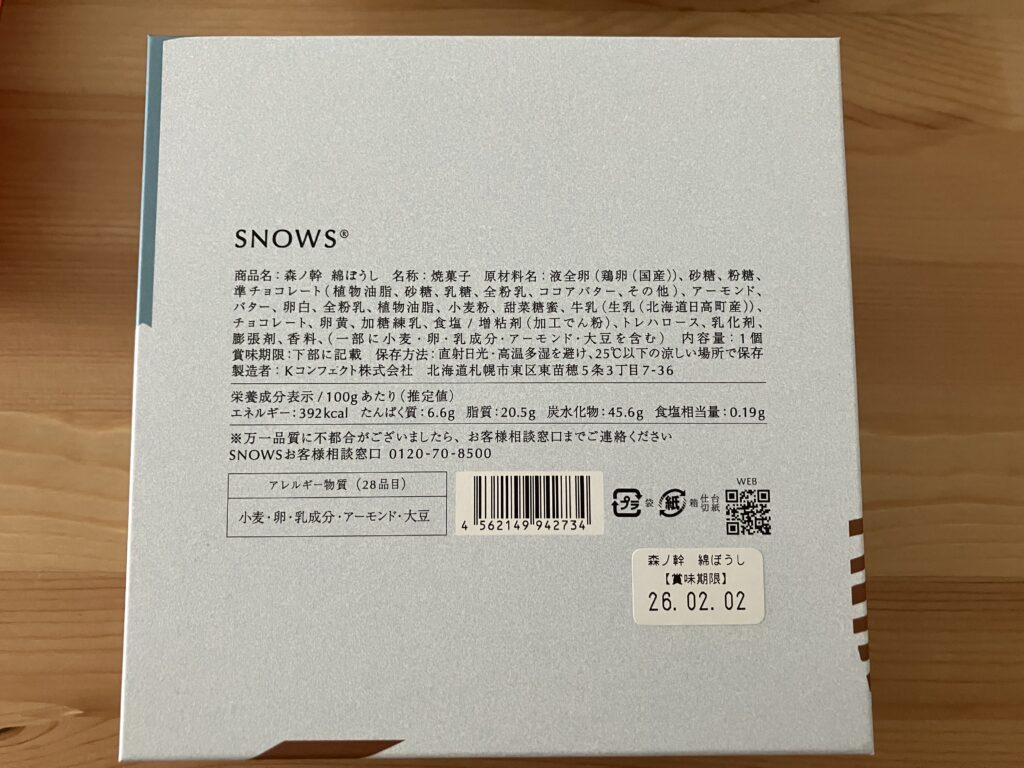 SNOWS®
商品名：森ノ幹 綿ぼうし 名称：焼菓子 原材料名：液全卵（鶏卵（国産））、砂糖、粉糖、
準チョコレート（植物油脂、砂糖、乳糖、全粉乳、ココアバター、その他）、アーモンド、
バター、卵白、全粉乳、植物油脂、小麦粉、甜菜糖蜜、牛乳（生乳（北海道日高町産））、
チョコレート、卵黄、加糖練乳、食塩 / 増粘剤（加工でん粉）、トレハロース、乳化剤、
膨張剤、香料、（一部に小麦・卵・乳成分・アーモンド・大豆を含む） 内容量：1個
賞味期限：下部に記載 保存方法：直射日光・高温多湿を避け、25℃以下の涼しい場所で保存
製造者：Kコンフェクト株式会社 北海道札幌市東区東苗穂5条3丁目7-36
栄養成分表示 / 100gあたり（推定値）
エネルギー：392kcal たんぱく質：6.6g 脂質：20.5g 炭水化物：45.6g 食塩相当量：0.19g
※万一品質に不都合がございましたら、お客様相談窓口までご連絡ください
SNOWSお客様相談窓口 0120-70-8500
アレルギー物質（28品目）
小麦・卵・乳成分・アーモンド・大豆
4 562149 942734
プラ 袋 紙 箱 仕切 台紙
WEB
森ノ幹 綿ぼうし
【賞味期限】
26.02.02